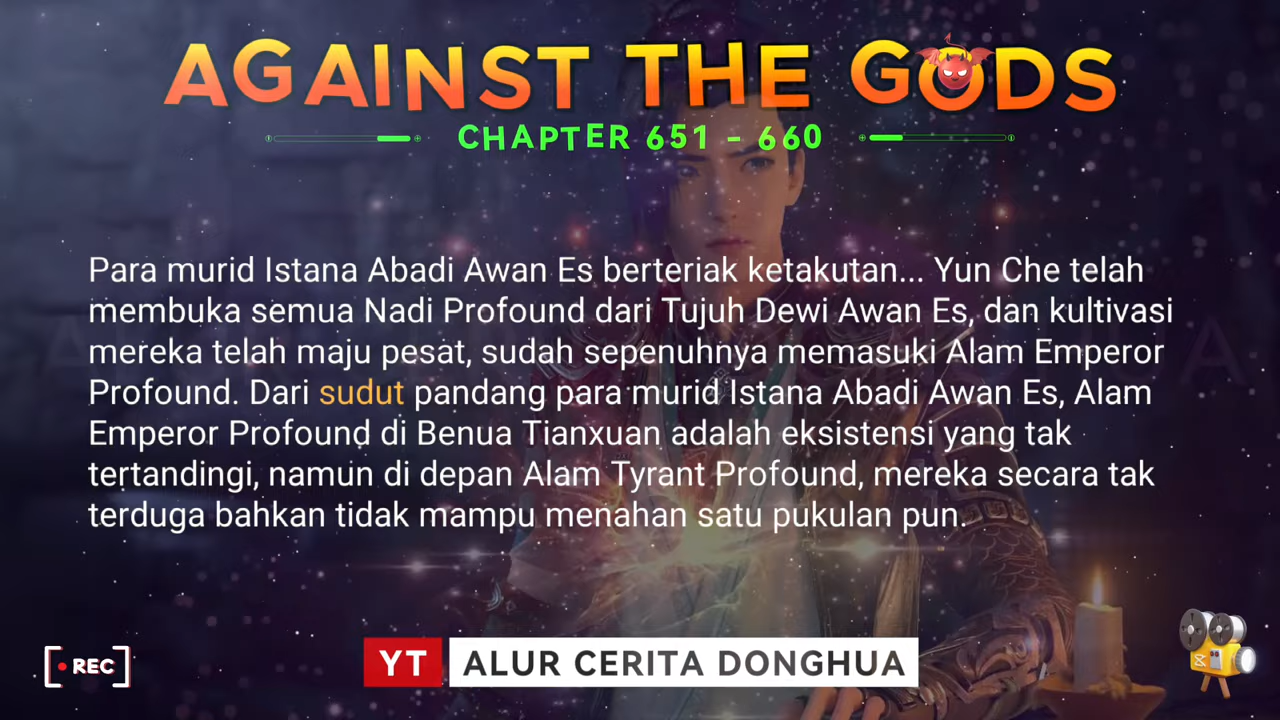 AGAINST THE GODS
CHAPTER 651 - 660
Para murid Istana Abadi Awan Es berteriak ketakutan... Yun Che telah
membuka semua Nadi Profound dari Tujuh Dewi Awan Es, dan kultivasi
mereka telah maju pesat, sudah sepenuhnya memasuki Alam Emperor
Profound. Dari sudut pandang para murid Istana Abadi Awan Es, Alam
Emperor Profound di Benua Tianxuan adalah eksistensi yang tak
tertandingi, namun di depan Alam Tyrant Profound, mereka secara tak
terduga bahkan tidak mampu menahan satu pukulan pun.
REC
YT ALUR CERITA DONGHUA